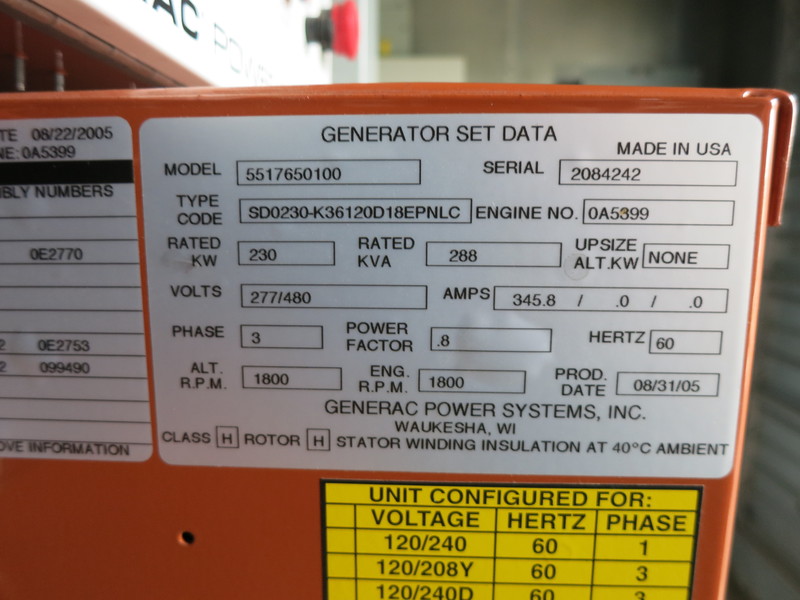 AC POWER
TE 08/22/2005
NE: 0A5399
BLY NUMBERS
0E2770
2 0E2753
2 099490
OVE INFORMATION
GENERATOR SET DATA
MADE IN USA
MODEL 5517650100 SERIAL 2084242
TYPE CODE SD0230-K36120D18EPNLC ENGINE NO. 0A5399
RATED KW 230 RATED KVA 288 UPSIZE ALT.KW NONE
VOLTS 277/480 AMPS 345.8 / .0 / .0
PHASE 3 POWER FACTOR .8 HERTZ 60
ALT. R.P.M. 1800 ENG. R.P.M. 1800 PROD. DATE 08/31/05
GENERAC POWER SYSTEMS, INC.
WAUKESHA, WI
CLASS H ROTOR H STATOR WINDING INSULATION AT 40°C AMBIENT
UNIT CONFIGURED FOR:
VOLTAGE HERTZ PHASE
120/240 60 1
120/208Y 60 3
120/240D 60 3